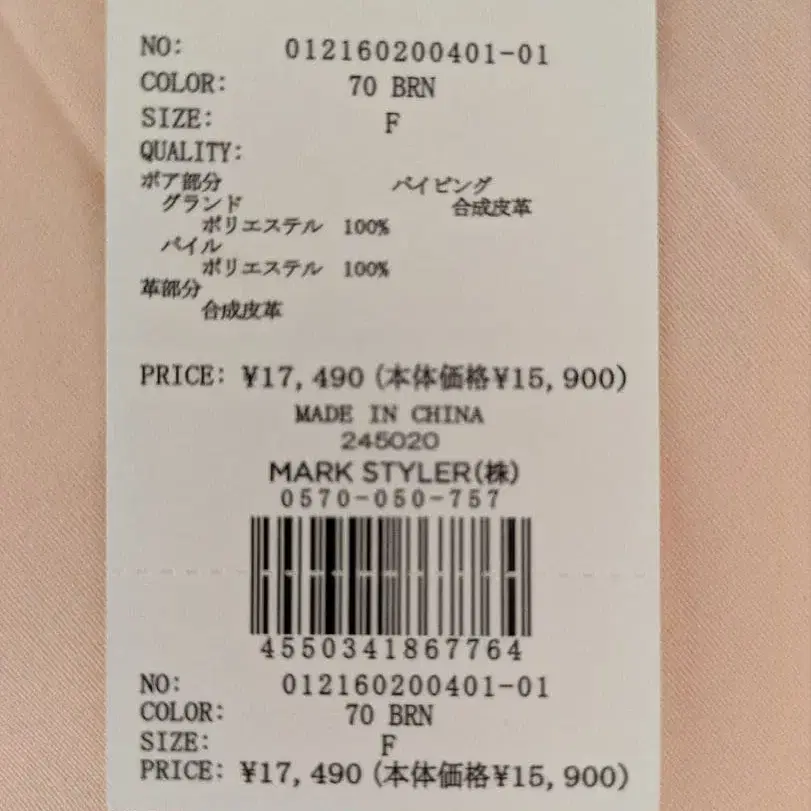 NO: 012160200401-01
COLOR: 70 BRN
SIZE: F
QUALITY:
ボア部分 パイピング
グランド 合成皮革
ポリエステル 100%
パイル
ポリエステル 100%
革部分
合成皮革
PRICE: ¥17,490(本体価格¥15,900)
MADE IN CHINA
245020
MARK STYLER(株)
0570-050-757
4550341867764
NO: 012160200401-01
COLOR: 70 BRN
SIZE: F
PRICE: ¥17,490(本体価格¥15,900)